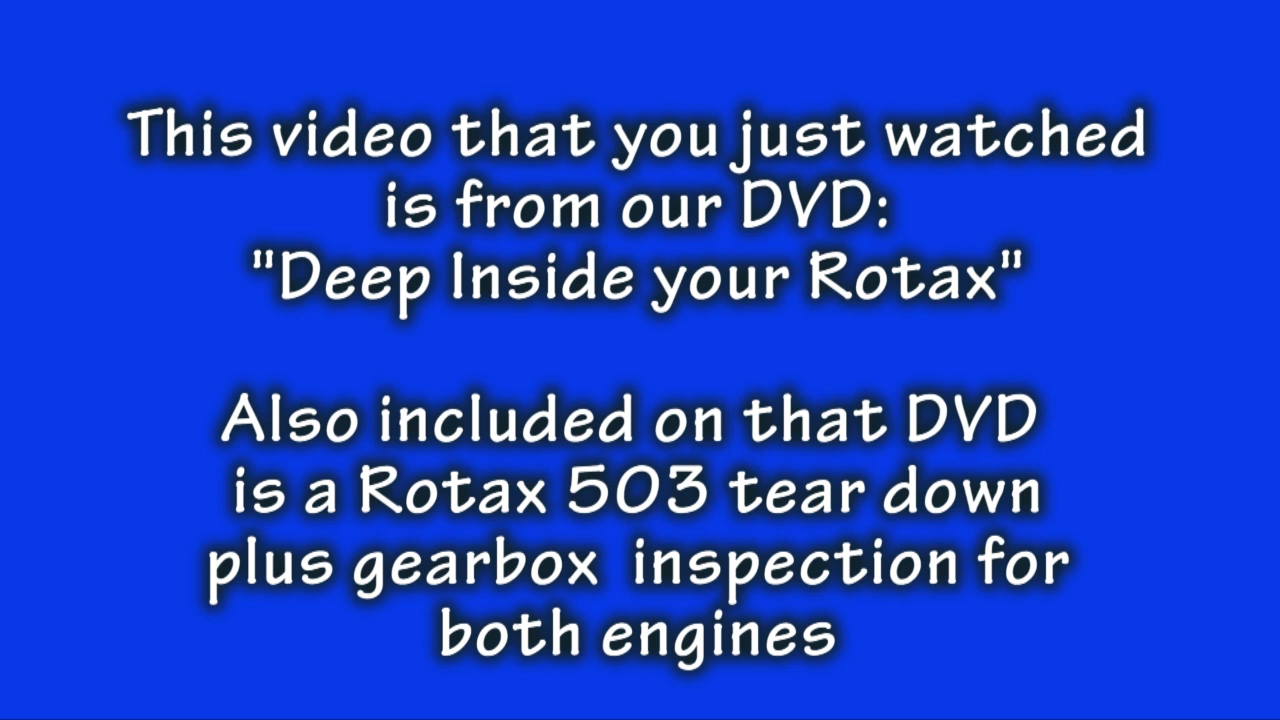 This video that you just watched
is from our DVD:
"Deep Inside your Rotax"
Also included on that DVD
is a Rotax 503 tear down
plus gearbox inspection for
both engines